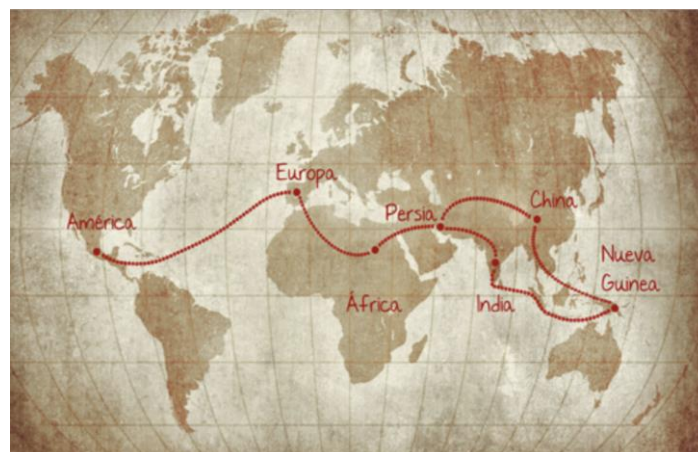 Europa
América
Persia
China
Nueva
Guinea
África
India